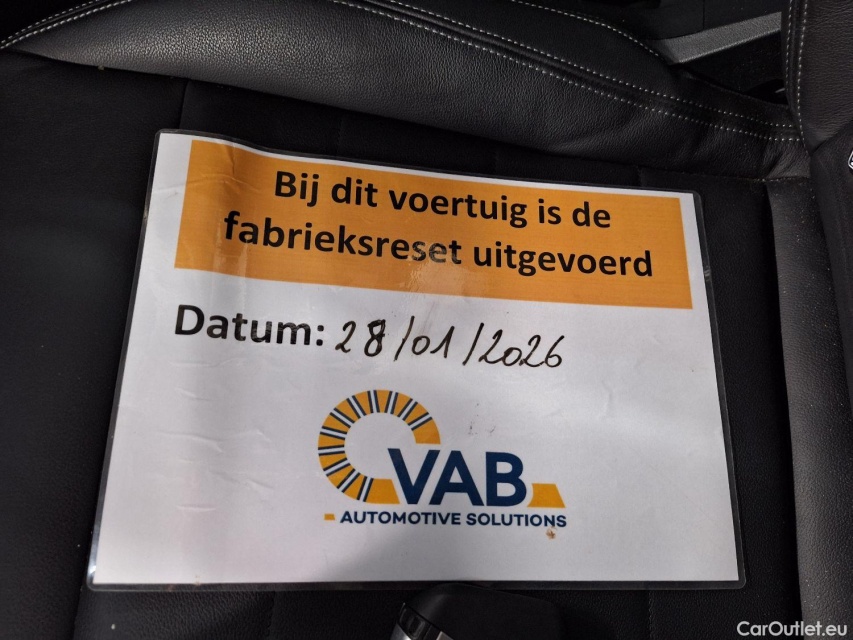 Bij dit voertuig is de
fabrieksreset uitgevoerd
Datum: 28/01/2026
VAB
AUTOMOTIVE SOLUTIONS
CarOutlet.eu